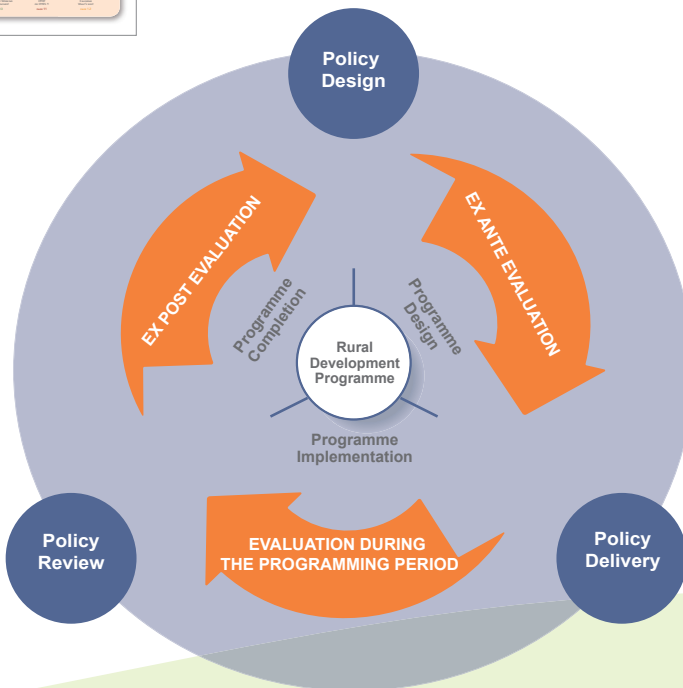 Policy
Design
EX POST EVALUATION
EX ANTE EVALUATION
Programme
Completion
Programme
Design
Rural
Development
Programme
Programme
Implementation
EVALUATION DURING
THE PROGRAMMING PERIOD
Policy
Review
Policy
Delivery